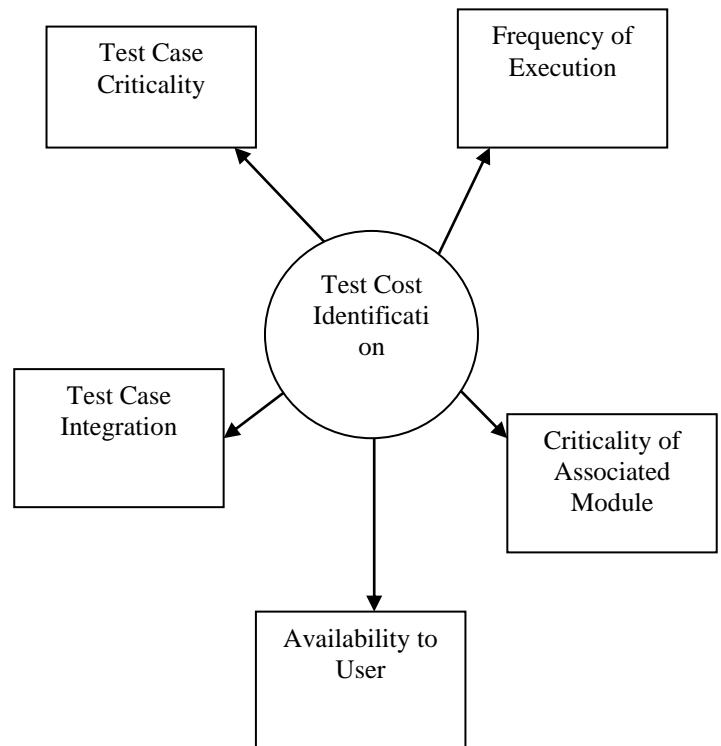 Test Case
Criticality
Frequency of
Execution
Test Cost
Identificati
on
Test Case
Integration
Criticality of
Associated
Module
Availability to
User